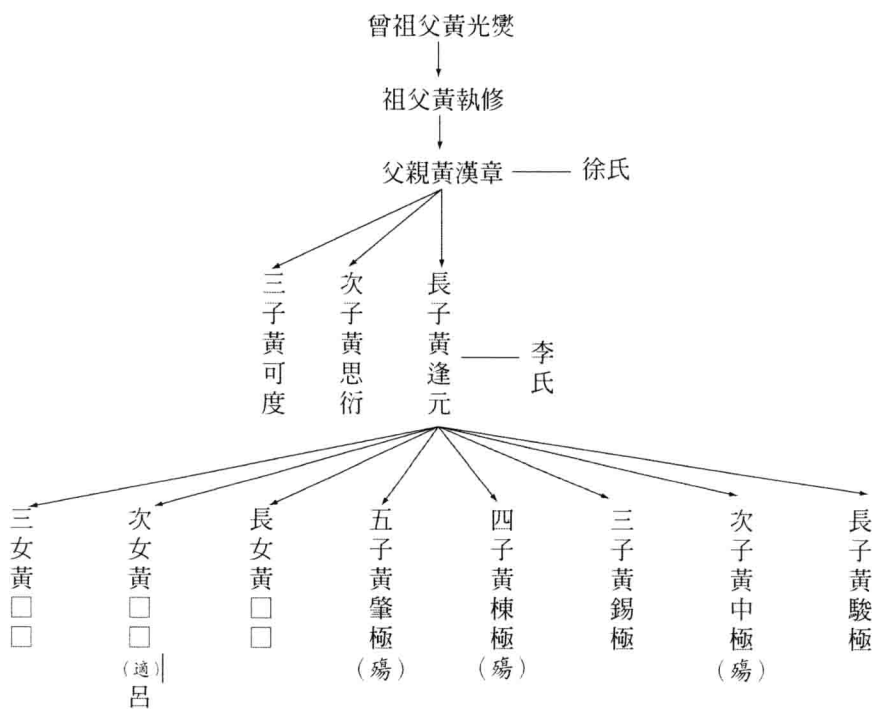 曾祖父黃光爕
祖父黃執修
父親黃漢章
徐氏
長子黃逢元
李氏
次子黃思衍
三子黃可度
長子黃駿極
次子黃中極(殤)
三子黃錫極
四子黃棟極(殤)
五子黃肇極(殤)
長女黃□□
次女黃□□(適)呂
三女黃□□